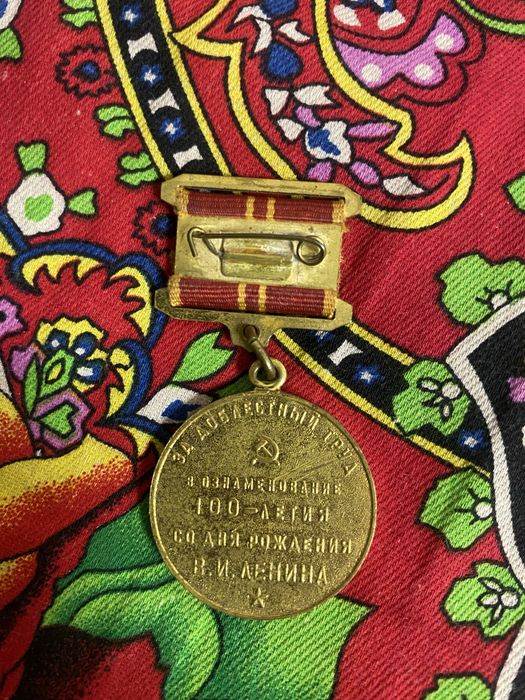 ЗА ДОБЛЕСТНЫЙ ТРУД
В ОЗНАМЕНОВАНИЕ
100-ЛЕТИЯ
СО ДНЯ РОЖДЕНИЯ
В.И. ЛЕНИНА